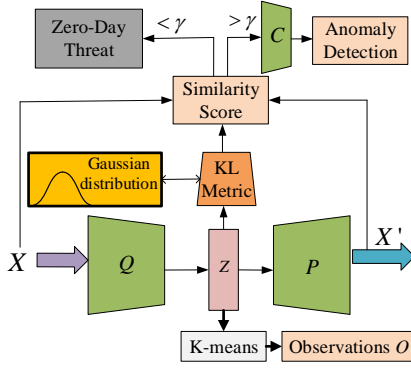 Zero-Day
Threat
< γ
> γ
C
Anomaly
Detection
Similarity
Score
Gaussian
distribution
KL
Metric
X
Q
Z
P
X'
K-means
Observations O